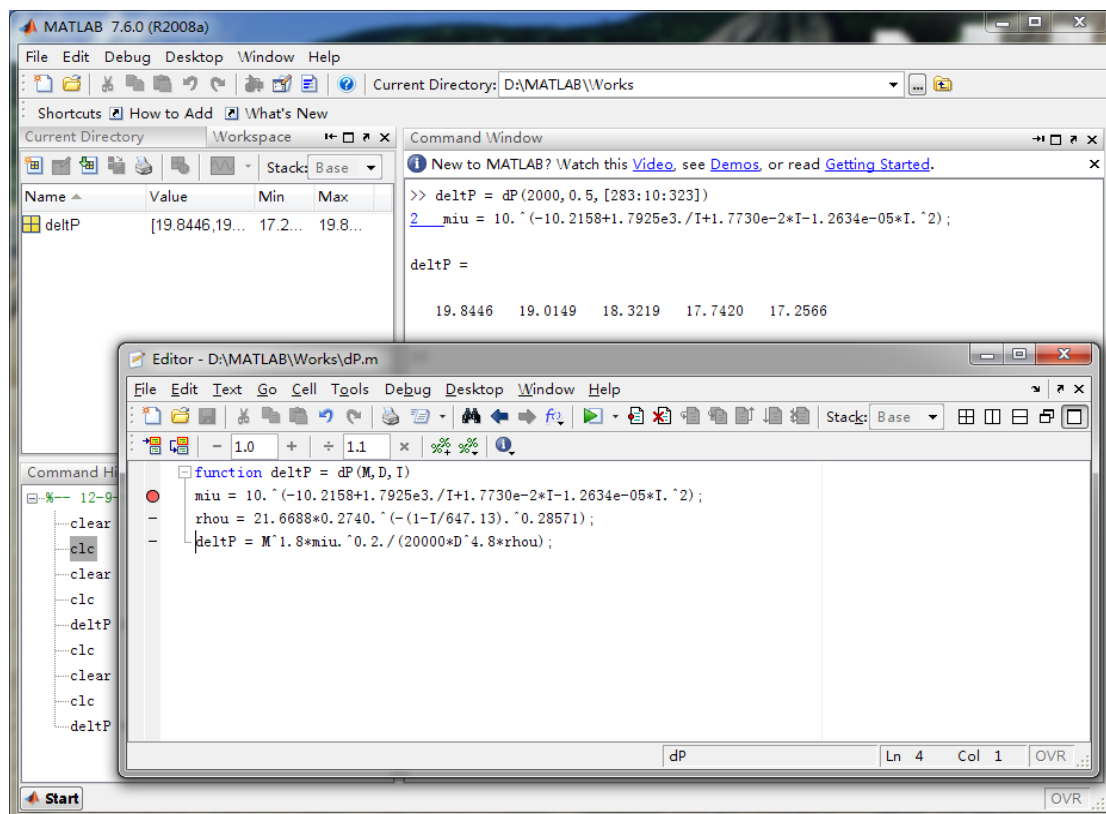 MATLAB 7.6.0 (R2008a)
File Edit Debug Desktop Window Help
Current Directory: D:\MATLAB\Works
Shortcuts How to Add What's New
Current Directory Workspace
Stack: Base
Name Value Min Max
deltP [19.8446,19... 17.2... 19.8...
Command Window
New to MATLAB? Watch this Video, see Demos, or read Getting Started.
>> deltP = dP(2000,0.5,[283:10:323])
2 miu = 10.^(-10.2158+1.7925e3./T+1.7730e-2*T-1.2634e-05*T.^2);
deltP =
19.8446 19.0149 18.3219 17.7420 17.2566
Editor - D:\MATLAB\Works\dP.m
File Edit Text Go Cell Tools Debug Desktop Window Help
Stack: Base
- 1.0 + ÷ 1.1 ×
function deltP = dP(M,D,T)
miu = 10.^(-10.2158+1.7925e3./T+1.7730e-2*T-1.2634e-05*T.^2);
rhou = 21.6688*0.2740.^(-(1-T/647.13).^0.28571);
deltP = M^1.8*miu.^0.2./(20000*D^4.8*rhou);
dP Ln 4 Col 1 OVR
Command Hi
%-- 12-9-
clear
clc
clear
clc
deltP
clc
clear
clc
deltP
Start
OVR